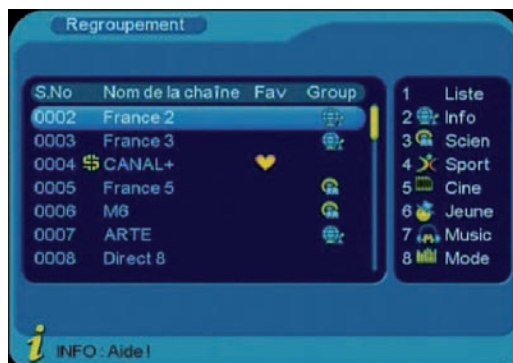 Regroupement
S.No Nom de la chaîne Fav Group
0002 France 2
0003 France 3
0004 $ CANAL+
0005 France 5
0006 M6
0007 ARTE
0008 Direct 8
1 Liste
2 Info
3 Scien
4 Sport
5 Cine
6 Jeune
7 Music
8 Mode
i INFO : Aide !